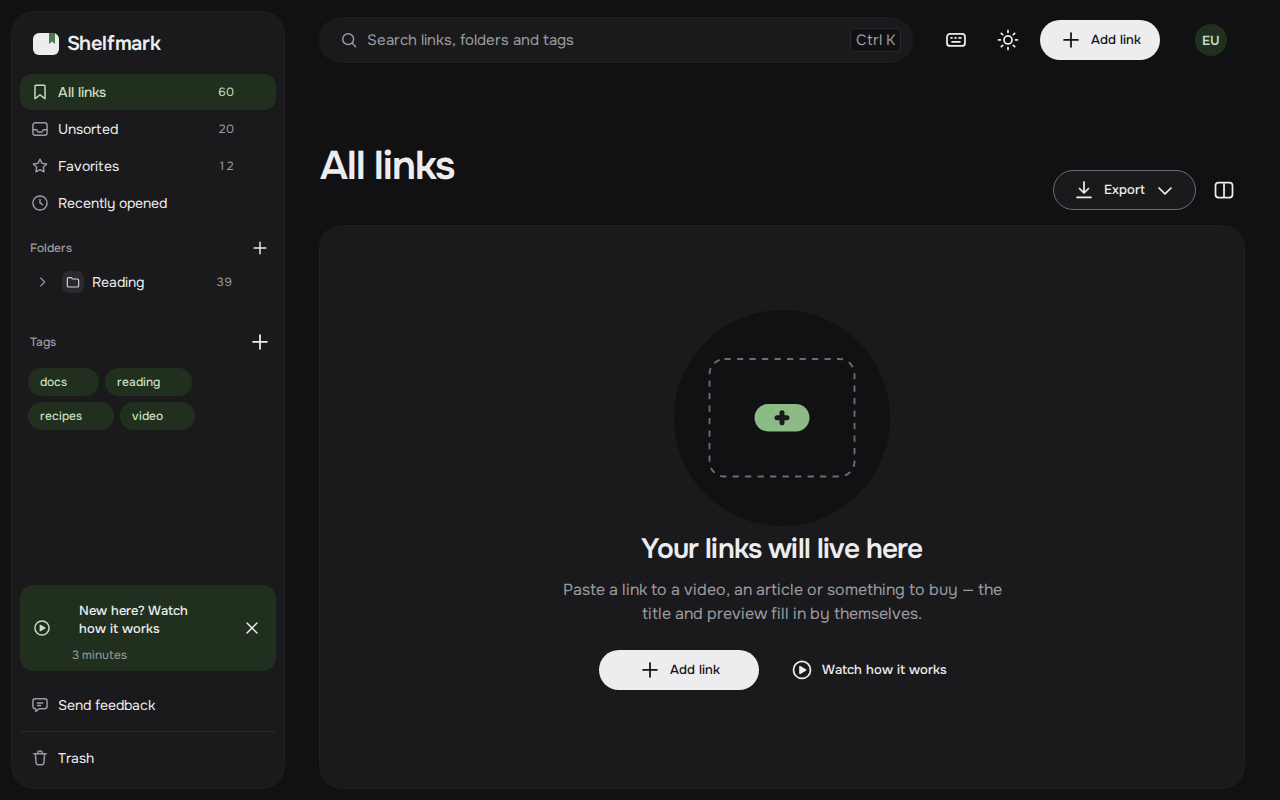 Shelfmark
Search links, folders and tags
Ctrl K
Add link
EU
All links 60
Unsorted 20
Favorites 12
Recently opened
Folders
Reading 39
Tags
docs
reading
recipes
video
New here? Watch
how it works
3 minutes
Send feedback
Trash
All links
Export
Your links will live here
Paste a link to a video, an article or something to buy — the
title and preview fill in by themselves.
Add link
Watch how it works